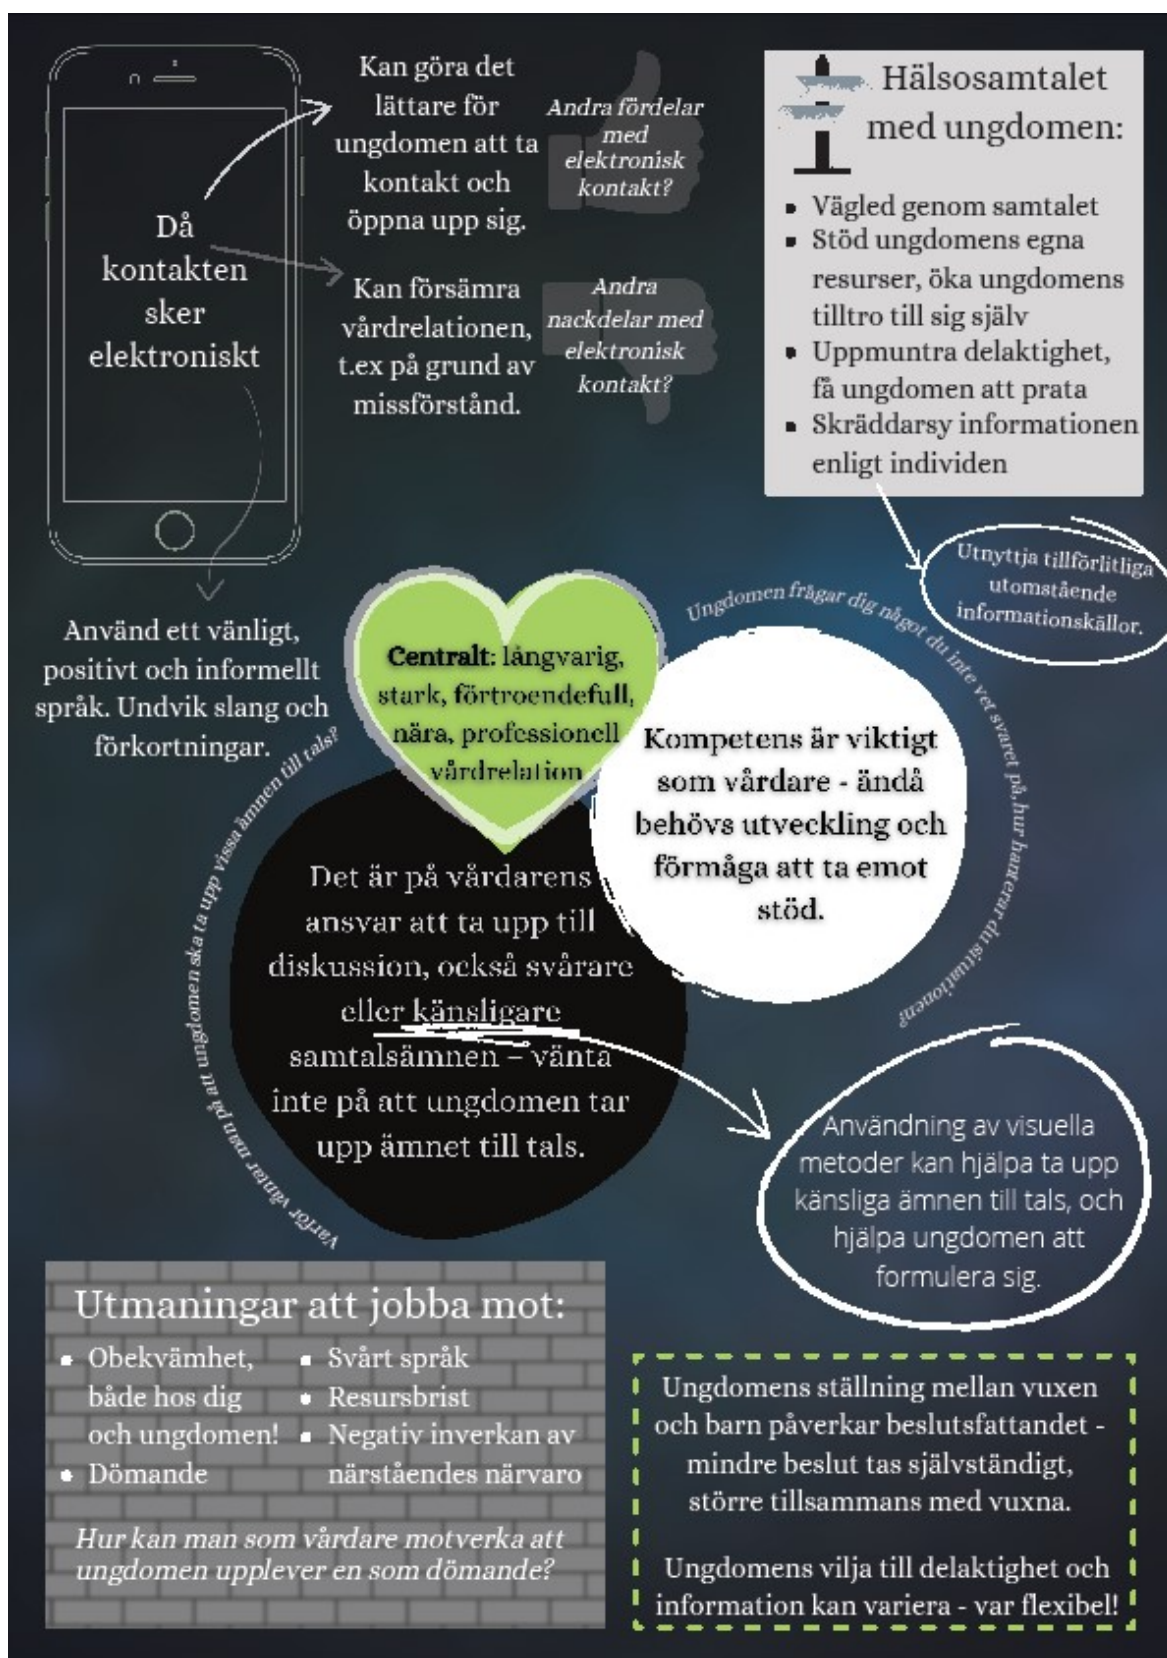 Då
kontakten
sker
elektroniskt
Kan göra det
lättare för
ungdomen att ta
kontakt och
öppna upp sig.
Andra fördelar
med
elektronisk
kontakt?
Kan försämra
vårdrelationen,
t.ex på grund av
missförstånd.
Andra
nackdelar med
elektronisk
kontakt?
Använd ett vänligt,
positivt och informellt
språk. Undvik slang och
förkortningar.
Hälsosamtalet
med ungdomen:
▪ Vägled genom samtalet
▪ Stöd ungdomens egna
resurser, öka ungdomens
tilltro till sig själv
▪ Uppmuntra delaktighet,
få ungdomen att prata
▪ Skräddarsy informationen
enligt individen
Utnyttja tillförlitliga
utomstående
informationskällor.
Centralt: långvarig,
stark, förtroendefull,
nära, professionell
vårdrelation
Ungdomen frågar dig något du inte vet svaret på, hur hanterar du situationen?
Kompetens är viktigt
som vårdare - ändå
behövs utveckling och
förmåga att ta emot
stöd.
Varför väntar man på att ungdomen ska ta upp vissa ämnen till tals?
Det är på vårdarens
ansvar att ta upp till
diskussion, också svårare
eller känsligare
samtalsämnen – vänta
inte på att ungdomen tar
upp ämnet till tals.
Användning av visuella
metoder kan hjälpa ta upp
känsliga ämnen till tals, och
hjälpa ungdomen att
formulera sig.
Utmaningar att jobba mot:
• Obekvämhet,
både hos dig
och ungdomen!
• Dömande
• Svårt språk
• Resursbrist
• Negativ inverkan av
närståendes närvaro
Hur kan man som vårdare motverka att
ungdomen upplever en som dömande?
Ungdomens ställning mellan vuxen
och barn påverkar beslutsfattandet -
mindre beslut tas självständigt,
större tillsammans med vuxna.
Ungdomens vilja till delaktighet och
information kan variera - var flexibel!